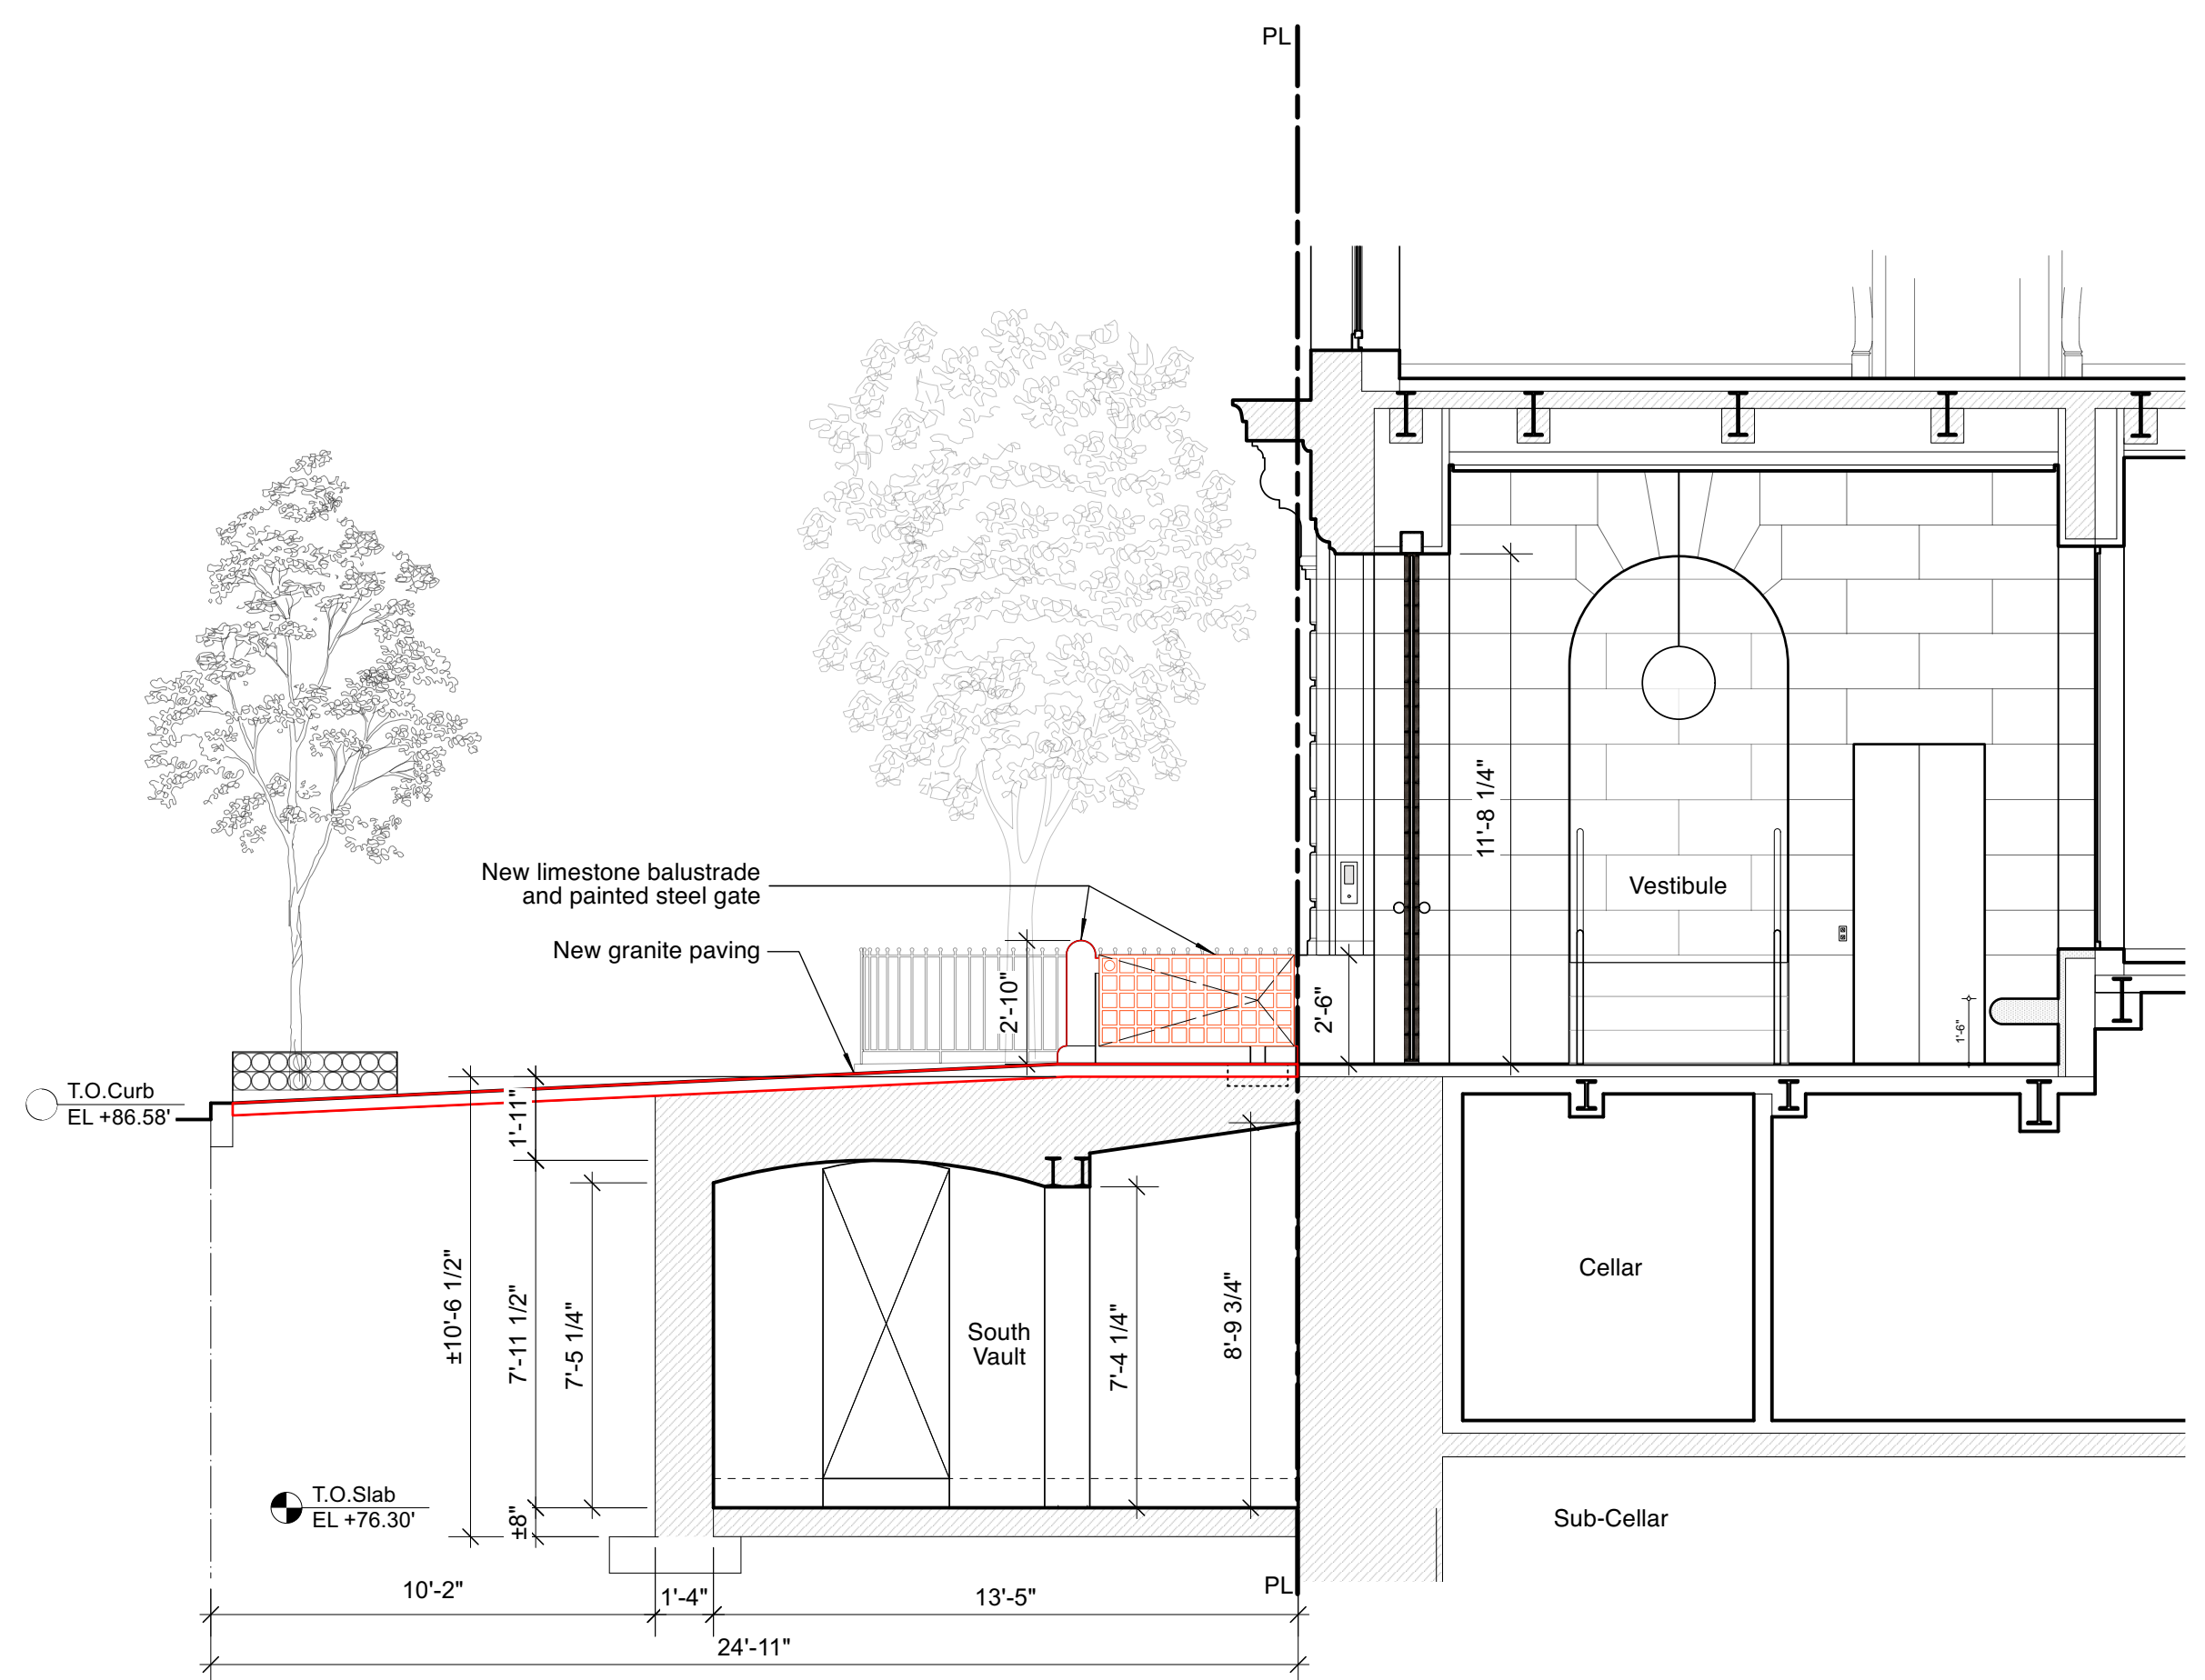 PL
New limestone balustrade
and painted steel gate
New granite paving
11'-8 1/4"
Vestibule
2'-10"
2'-6"
1'-6"
T.O.Curb
EL +86.58'
1'-11"
±10'-6 1/2"
7'-11 1/2"
7'-5 1/4"
South
Vault
7'-4 1/4"
8'-9 3/4"
Cellar
T.O.Slab
EL +76.30'
±8"
Sub-Cellar
10'-2"
1'-4"
13'-5"
PL
24'-11"